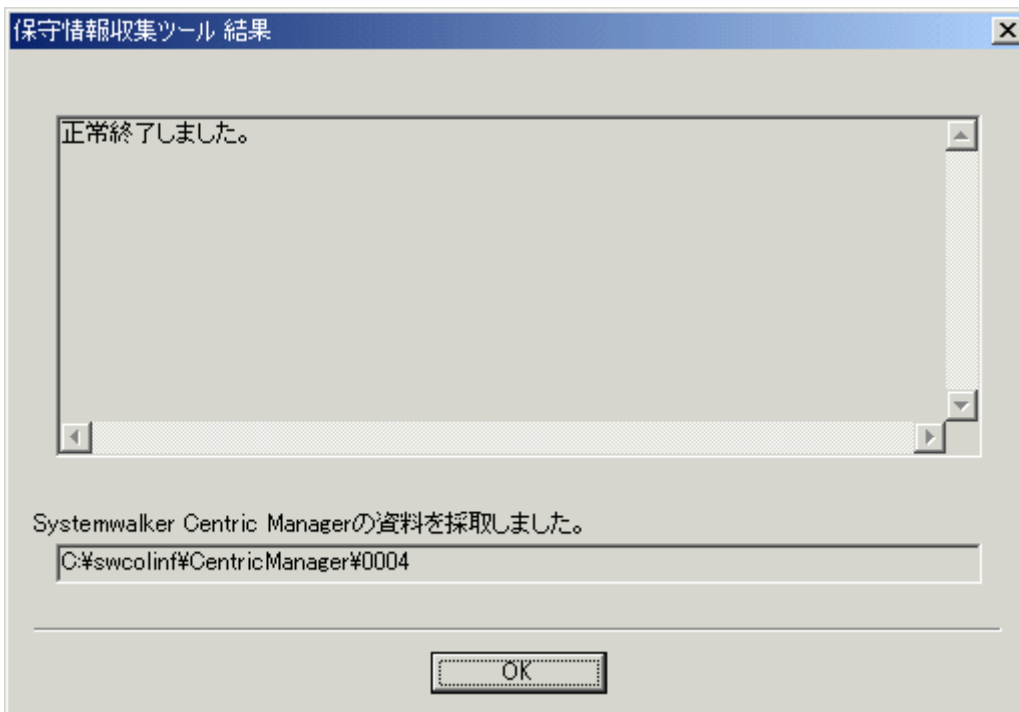 保守情報収集ツール 結果
正常終了しました。
Systemwalker Centric Managerの資料を採取しました。
C:¥swcolinf¥CentricManager¥0004
OK